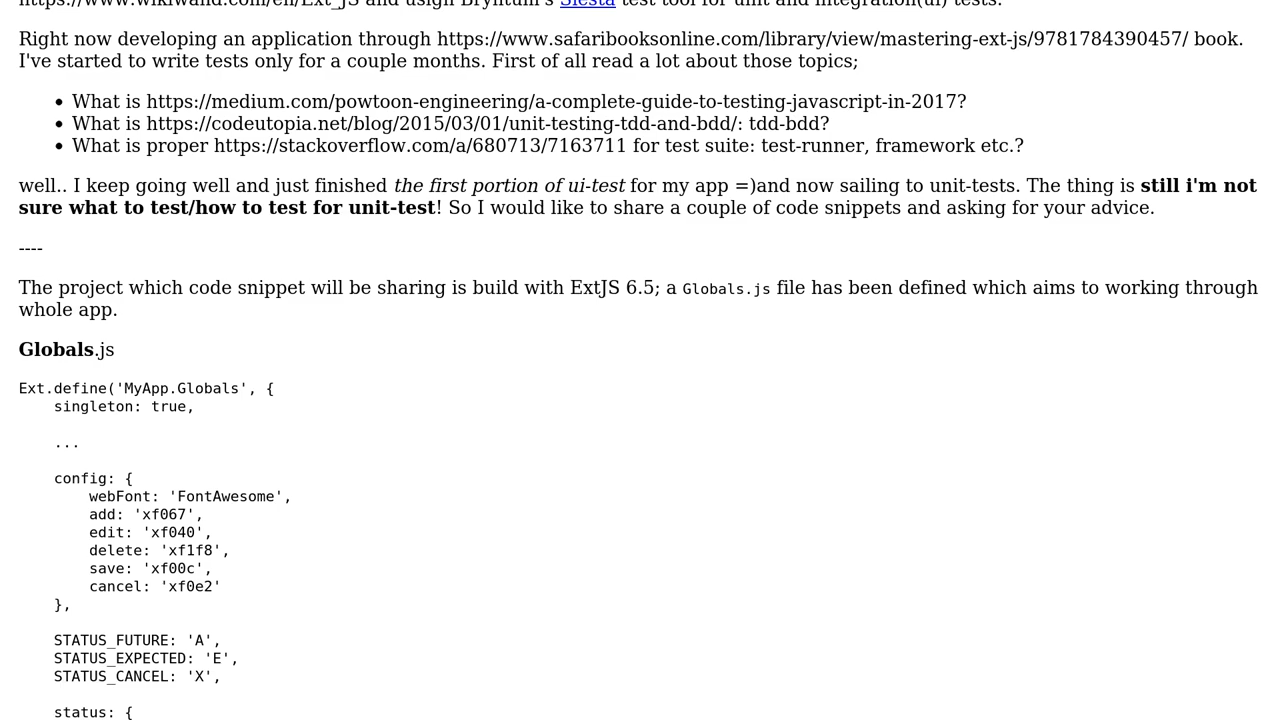 https://www.wikiwand.com/en/Ext_JS and usign Bryntum's Siesta test tool for unit and integration(ui) tests.
Right now developing an application through https://www.safaribooksonline.com/library/view/mastering-ext-js/9781784390457/ book.
I've started to write tests only for a couple months. First of all read a lot about those topics;
• What is https://medium.com/powtoon-engineering/a-complete-guide-to-testing-javascript-in-2017?
• What is https://codeutopia.net/blog/2015/03/01/unit-testing-tdd-and-bdd/: tdd-bdd?
• What is proper https://stackoverflow.com/a/680713/7163711 for test suite: test-runner, framework etc.?
well.. I keep going well and just finished the first portion of ui-test for my app =)and now sailing to unit-tests. The thing is still i'm not
sure what to test/how to test for unit-test! So I would like to share a couple of code snippets and asking for your advice.
----
The project which code snippet will be sharing is build with ExtJS 6.5; a Globals.js file has been defined which aims to working through
whole app.
Globals.js
Ext.define('MyApp.Globals', {
    singleton: true,
    ...
    config: {
        webFont: 'FontAwesome',
        add: 'xf067',
        edit: 'xf040',
        delete: 'xf1f8',
        save: 'xf00c',
        cancel: 'xf0e2'
    },
    STATUS_FUTURE: 'A',
    STATUS_EXPECTED: 'E',
    STATUS_CANCEL: 'X',
    status: {